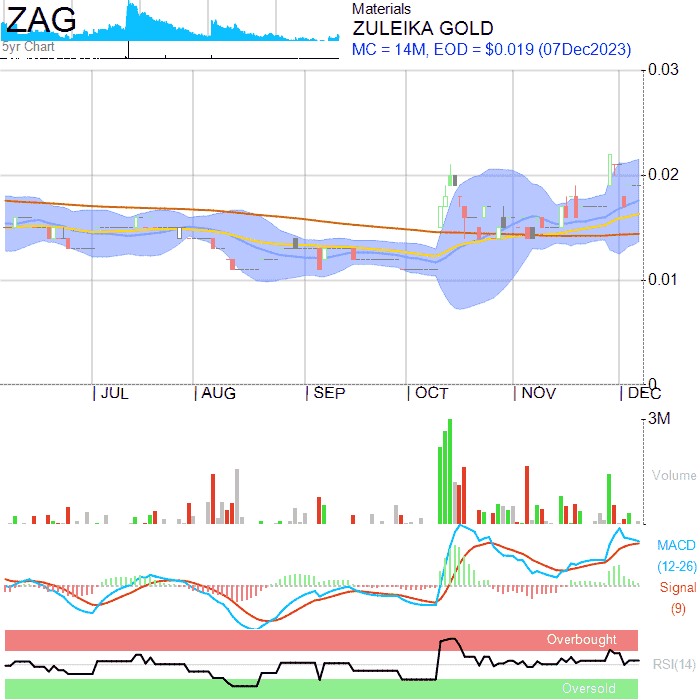 ZAG
5yr Chart
Materials
ZULEIKA GOLD
MC = 14M, EOD = $0.019 (07Dec2023)
0.03
0.02
0.01
0
JUL AUG SEP OCT NOV DEC
3M
Volume
MACD
(12-26)
Signal
(9)
Overbought
RSI(14)
Oversold